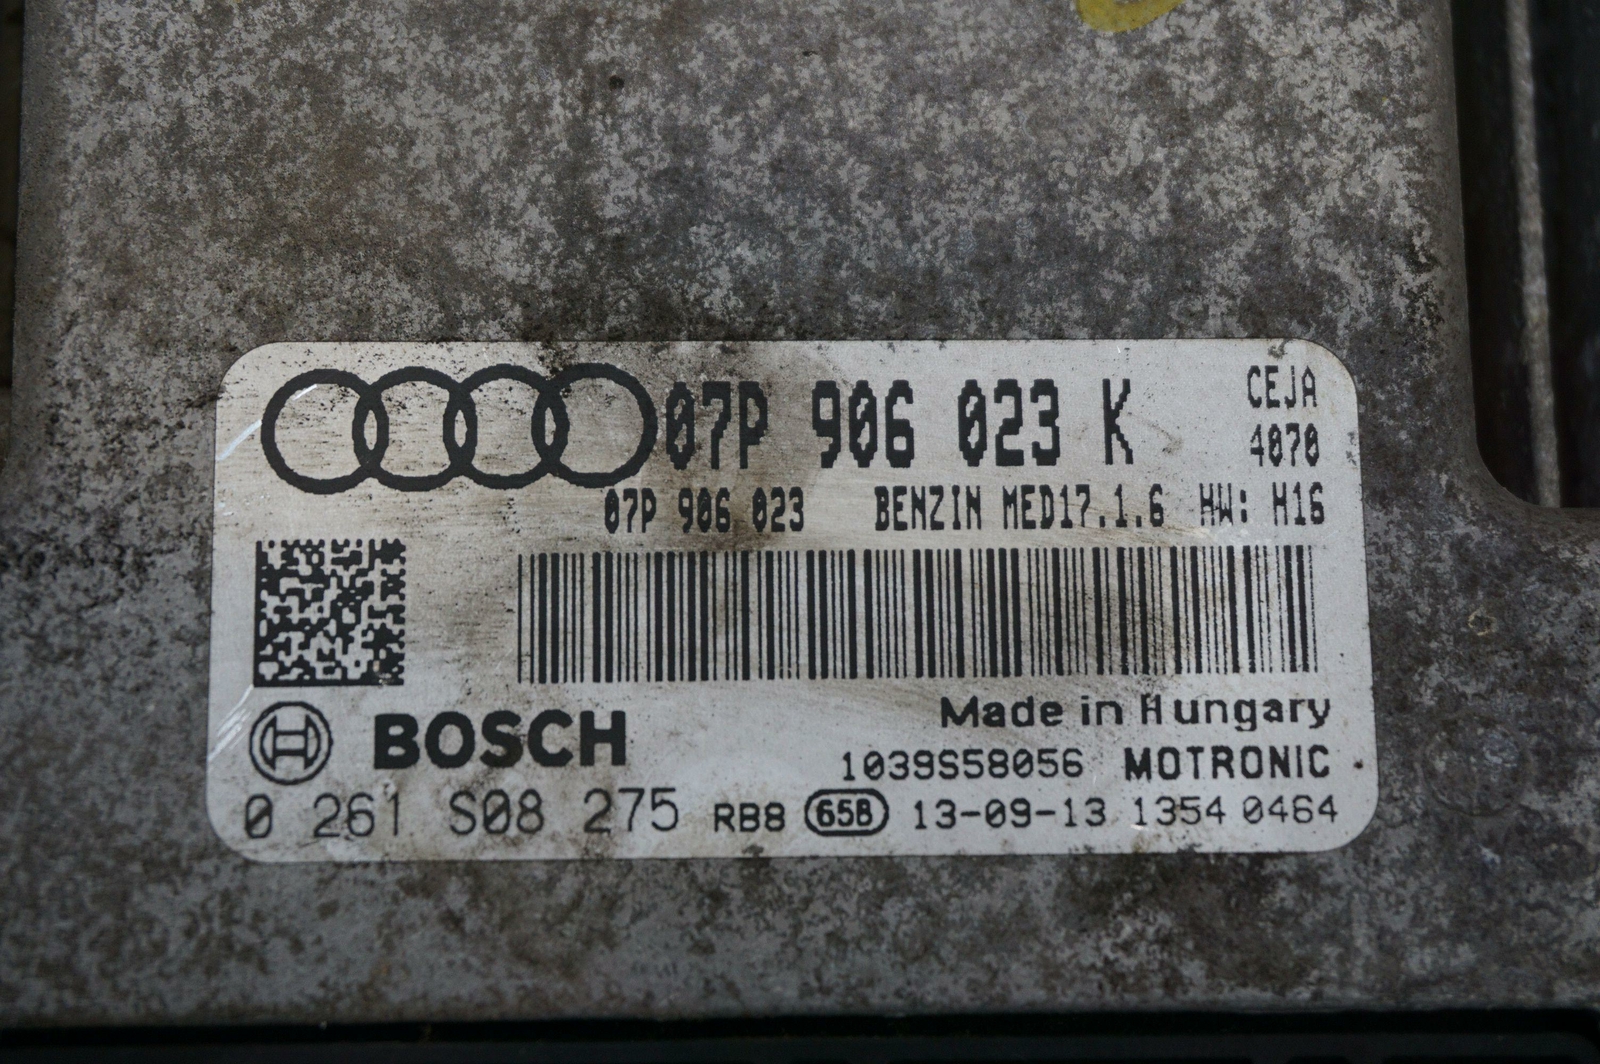 07P 906 023 K CEJA
4070
07P 906 023 BENZIN MED17.1.6 HW: H16
Made in Hungary
BOSCH
1039S58056 MOTRONIC
0 261 S08 275 RB8 65B 13-09-13 1354 0464